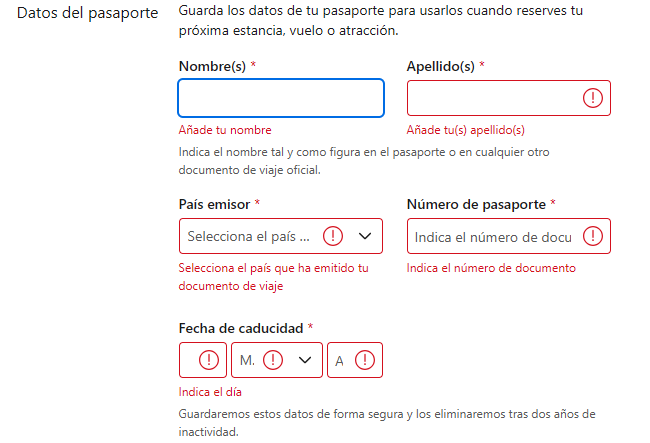 Datos del pasaporte
Guarda los datos de tu pasaporte para usarlos cuando reserves tu
próxima estancia, vuelo o atracción.
Nombre(s) *
Apellido(s) *
Añade tu nombre
Añade tu(s) apellido(s)
Indica el nombre tal y como figura en el pasaporte o en cualquier otro
documento de viaje oficial.
País emisor *
Número de pasaporte *
Selecciona el país ...
Indica el número de docu
Selecciona el país que ha emitido tu
documento de viaje
Indica el número de documento
Fecha de caducidad *
M.
A
Indica el día
Guardaremos estos datos de forma segura y los eliminaremos tras dos años de
inactividad.